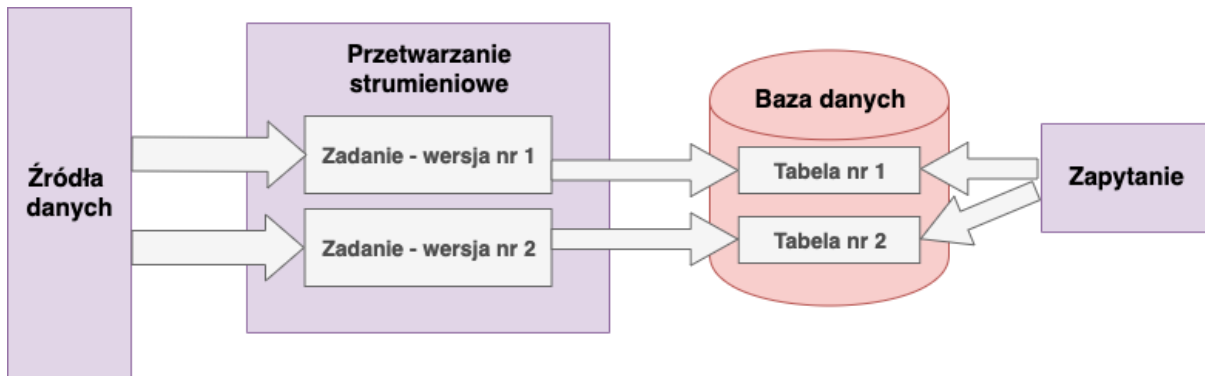 Źródła
danych
Przetwarzanie
strumieniowe
Zadanie - wersja nr 1
Zadanie - wersja nr 2
Baza danych
Tabela nr 1
Tabela nr 2
Zapytanie